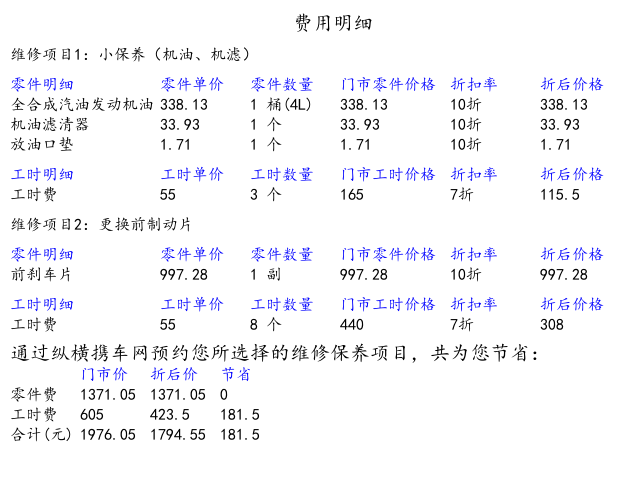 费用明细
维修项目1: 小保养（机油、机滤）
零件明细 零件单价 零件数量 门市零件价格 折扣率 折后价格
全合成汽油发动机油 338.13 1 桶(4L) 338.13 10折 338.13
机油滤清器 33.93 1 个 33.93 10折 33.93
放油口垫 1.71 1 个 1.71 10折 1.71
工时明细 工时单价 工时数量 门市工时价格 折扣率 折后价格
工时费 55 3 个 165 7折 115.5
维修项目2: 更换前制动片
零件明细 零件单价 零件数量 门市零件价格 折扣率 折后价格
前刹车片 997.28 1 副 997.28 10折 997.28
工时明细 工时单价 工时数量 门市工时价格 折扣率 折后价格
工时费 55 8 个 440 7折 308
通过纵横携车网预约您所选择的维修保养项目，共为您节省:
门市价 折后价 节省
零件费 1371.05 1371.05 0
工时费 605 423.5 181.5
合计(元) 1976.05 1794.55 181.5